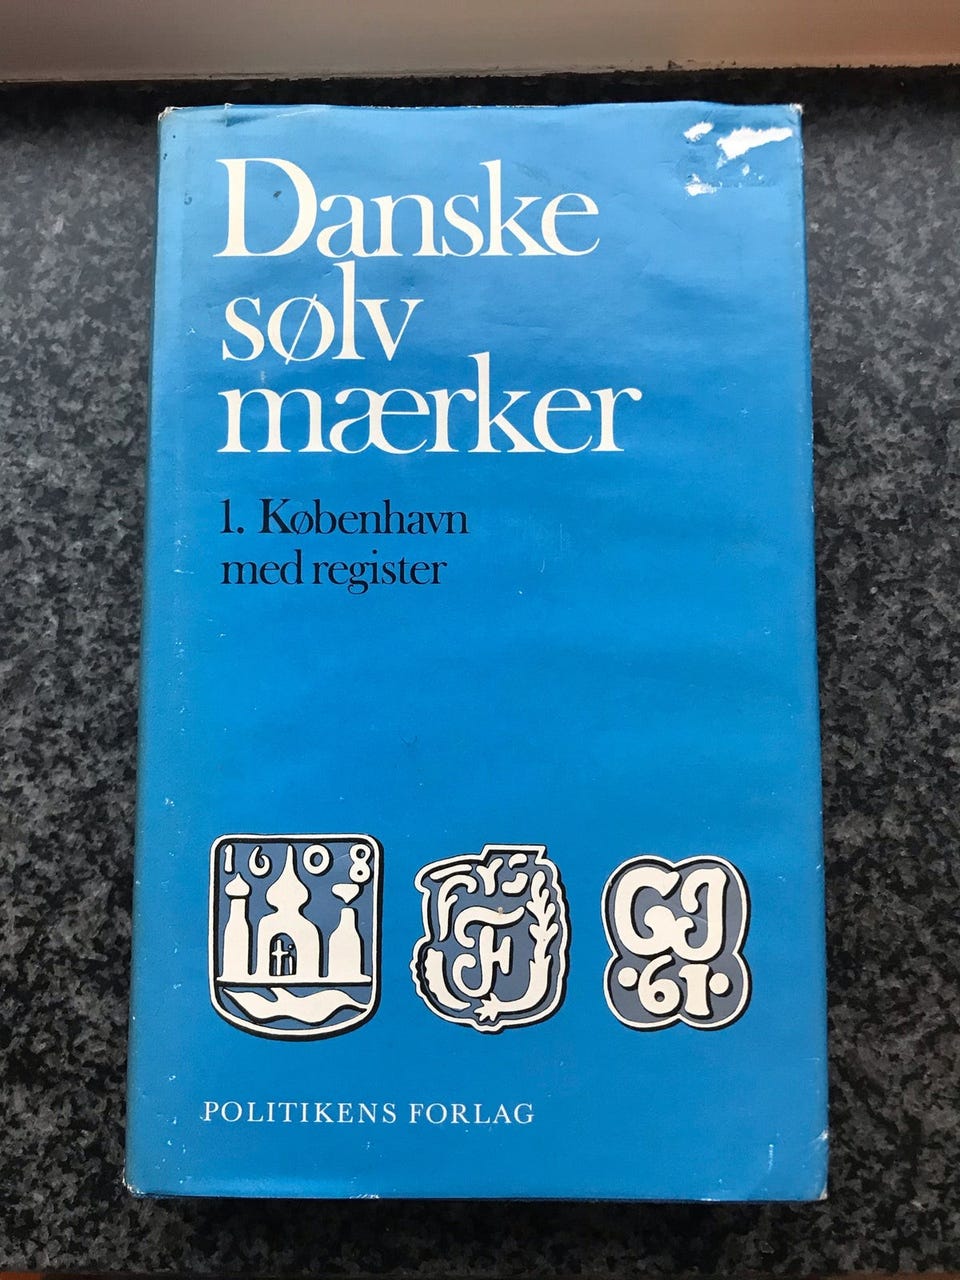 Danske
sølv
mærker
1. København
med register
1608
GJ
·61·
POLITIKENS FORLAG